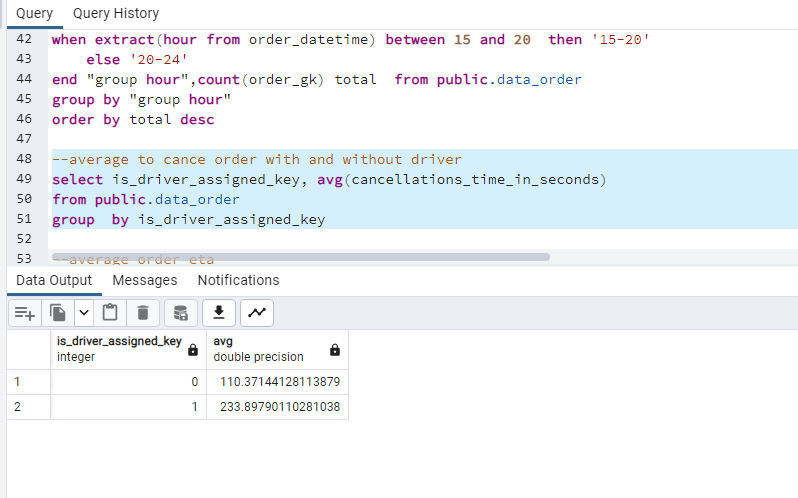 Query Query History
42 when extract(hour from order_datetime) between 15 and 20  then '15-20'
43     else '20-24'
44 end "group hour",count(order_gk) total  from public.data_order
45 group by "group hour"
46 order by total desc
47
48 --average to cance order with and without driver
49 select is_driver_assigned_key, avg(cancellations_time_in_seconds)
50 from public.data_order
51 group  by is_driver_assigned_key
52
53 --average order eta
Data Output Messages Notifications
is_driver_assigned_key avg
integer double precision
1 0 110.37144128113879
2 1 233.89790110281038